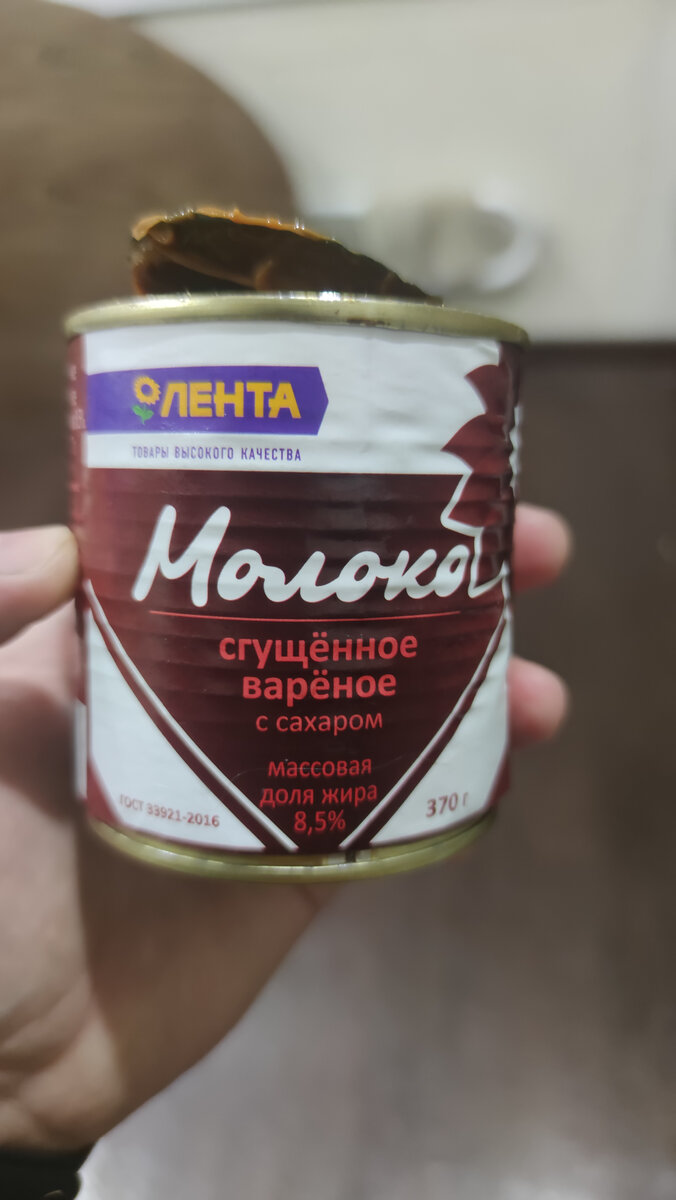 ЛЕНТА
ТОВАРЫ ВЫСОКОГО КАЧЕСТВА
Молоко
сгущённое
варёное
с сахаром
массовая
доля жира
8,5%
ГОСТ 33921-2016
370 г